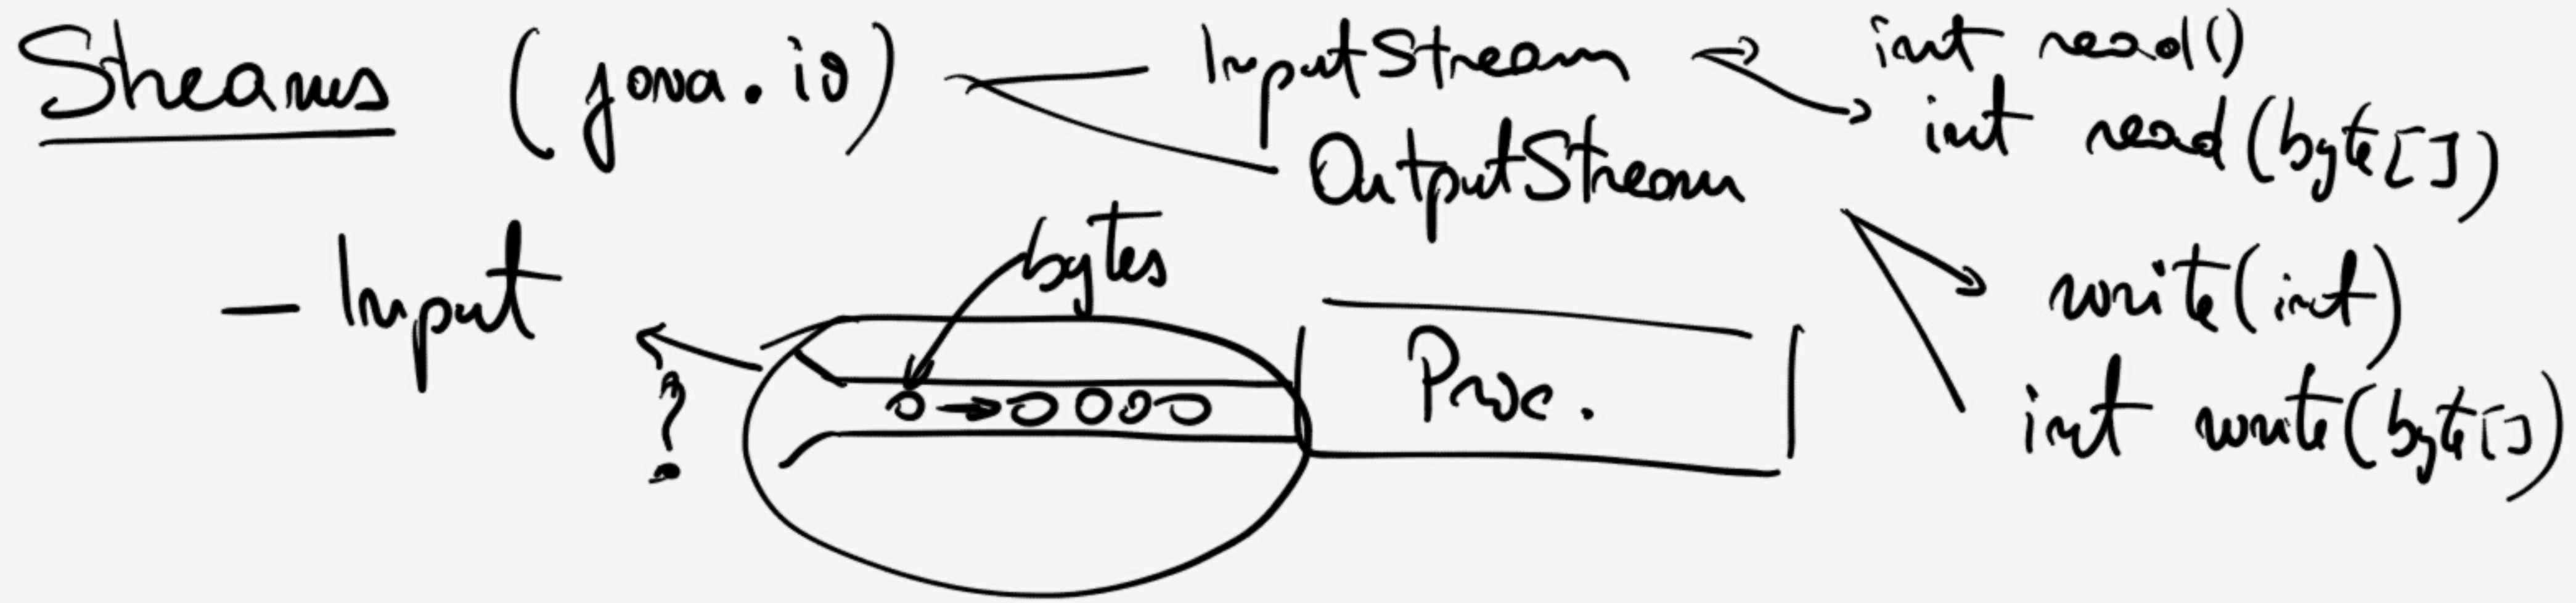 Streams (java.io)
InputStream
int read()
int read(byte[])
OutputStream
write(int)
int write(byte[])
- Input
bytes
?
Proc.